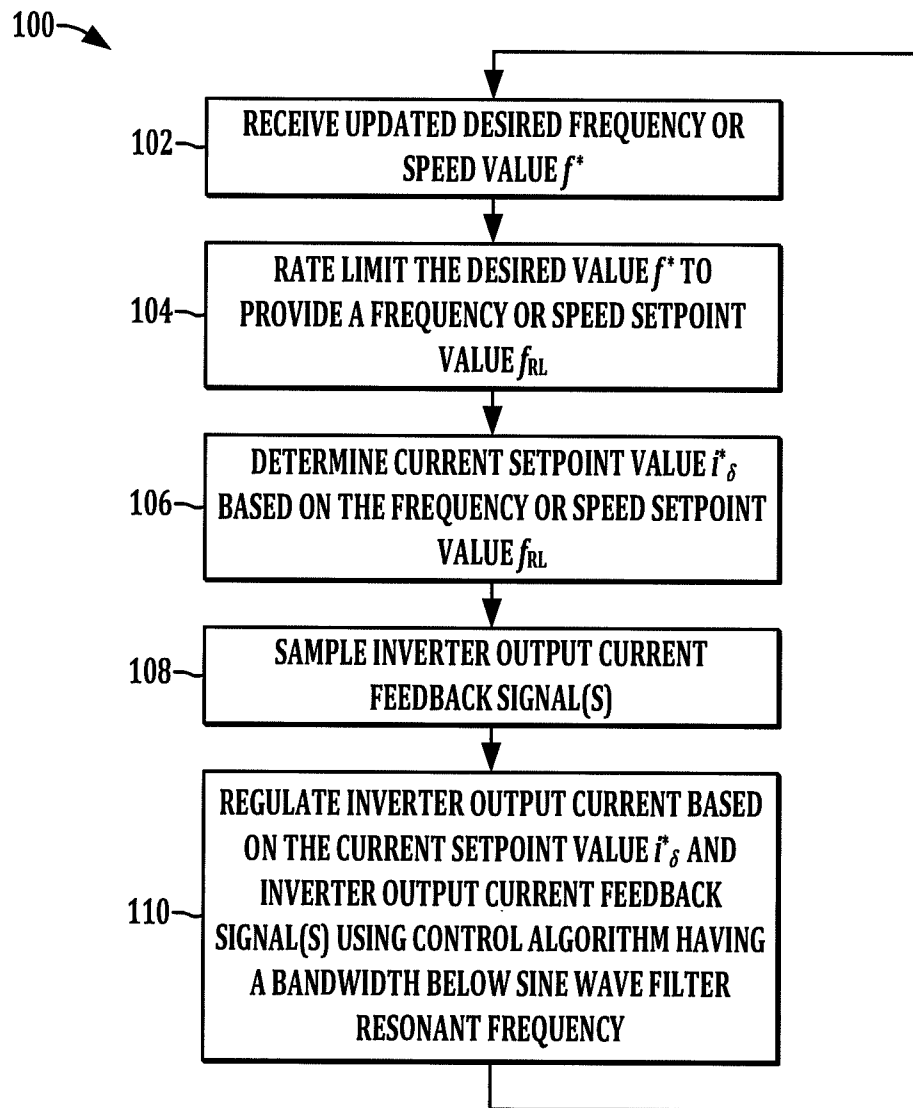 100
102
RECEIVE UPDATED DESIRED FREQUENCY OR
SPEED VALUE f*
104
RATE LIMIT THE DESIRED VALUE f* TO
PROVIDE A FREQUENCY OR SPEED SETPOINT
VALUE fRL
106
DETERMINE CURRENT SETPOINT VALUE i*δ
BASED ON THE FREQUENCY OR SPEED SETPOINT
VALUE fRL
108
SAMPLE INVERTER OUTPUT CURRENT
FEEDBACK SIGNAL(S)
110
REGULATE INVERTER OUTPUT CURRENT BASED
ON THE CURRENT SETPOINT VALUE i*δ AND
INVERTER OUTPUT CURRENT FEEDBACK
SIGNAL(S) USING CONTROL ALGORITHM HAVING
A BANDWIDTH BELOW SINE WAVE FILTER
RESONANT FREQUENCY